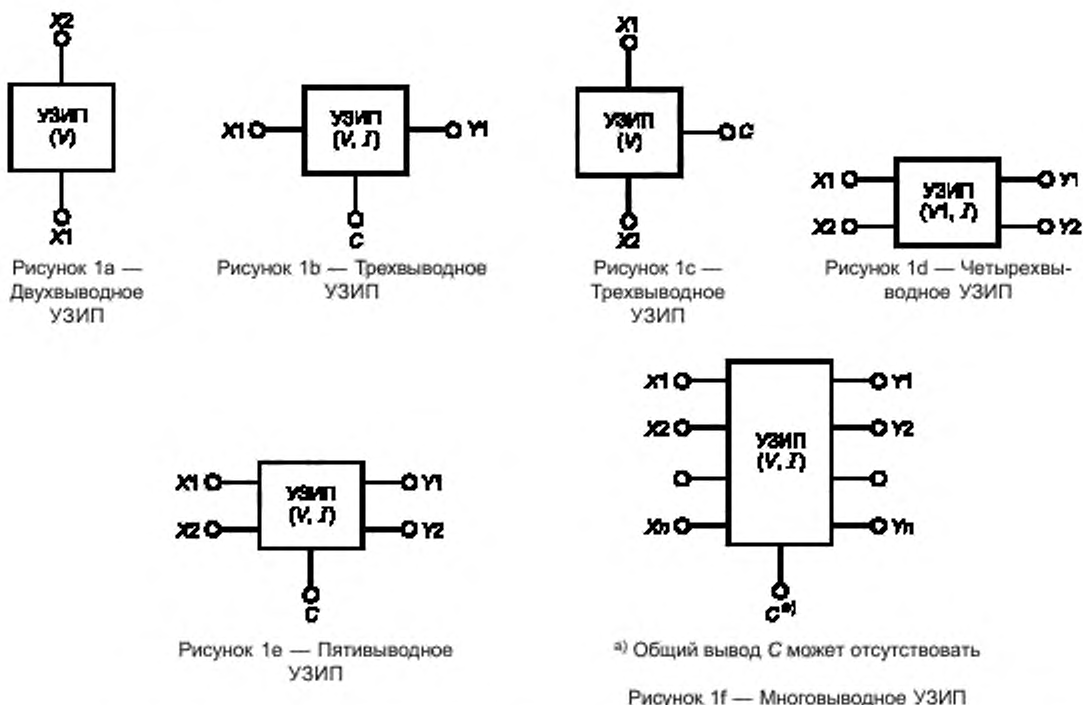 X2
УЗИП
(V)
X1
Рисунок 1a —
Двухвыводное
УЗИП
X1
УЗИП
(V, I)
Y1
C
Рисунок 1b — Трехвыводное
УЗИП
X1
УЗИП
(V)
C
X2
Рисунок 1c —
Трехвыводное
УЗИП
X1
X2
УЗИП
(V1, I)
Y1
Y2
Рисунок 1d — Четырехвы-
водное УЗИП
X1
X2
УЗИП
(V, I)
Y1
Y2
C
Рисунок 1e — Пятивыводное
УЗИП
X1
X2
Xn
УЗИП
(V, I)
Y1
Y2
Yn
C a)
a) Общий вывод C может отсутствовать
Рисунок 1f — Многовыводное УЗИП